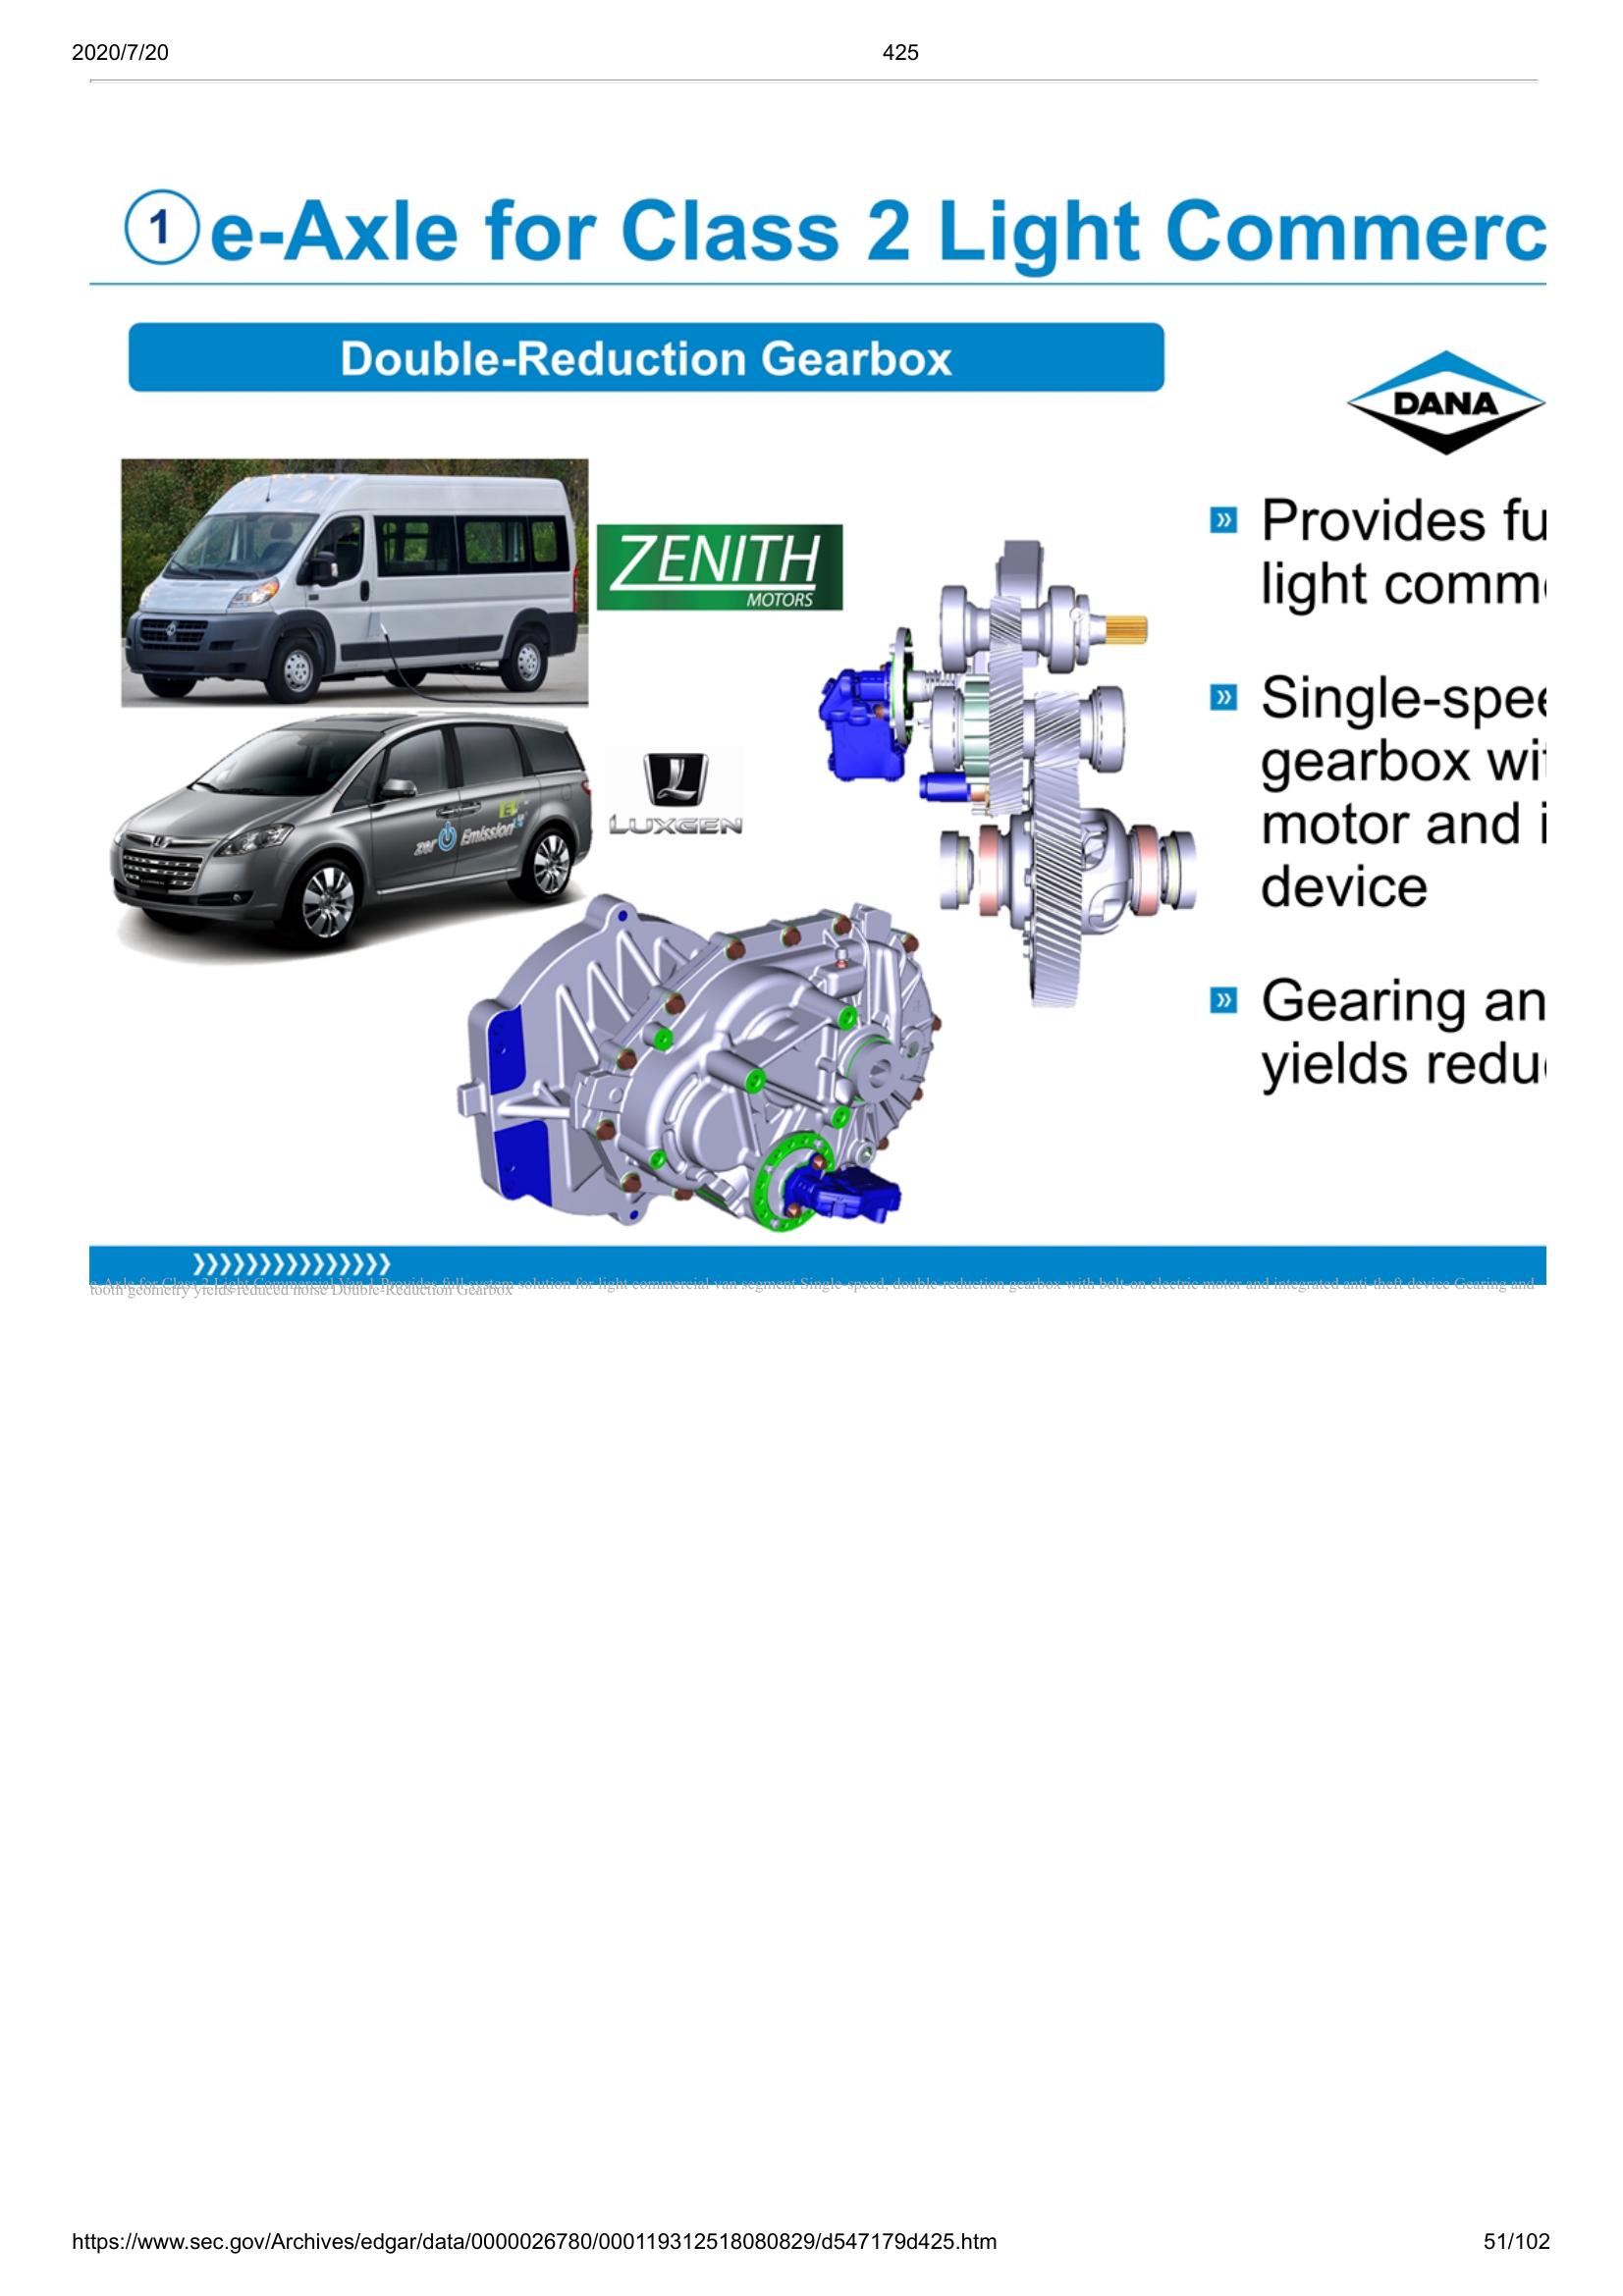 2020/7/20 425
1 e-Axle for Class 2 Light Commerc
Double-Reduction Gearbox
DANA
ZENITH
MOTORS
» Provides fu
light comm
» Single-spee
gearbox wit
motor and i
device
LUXGEN
zero Emission
» Gearing an
yields redu
e-Axle for Class 2 Light Commercial Van 1 Provides full system solution for light commercial van segment Single-speed, double-reduction gearbox with bolt-on electric motor and integrated anti-theft device Gearing and
tooth geometry yields reduced noise Double-Reduction Gearbox
https://www.sec.gov/Archives/edgar/data/0000026780/000119312518080829/d547179d425.htm 51/102